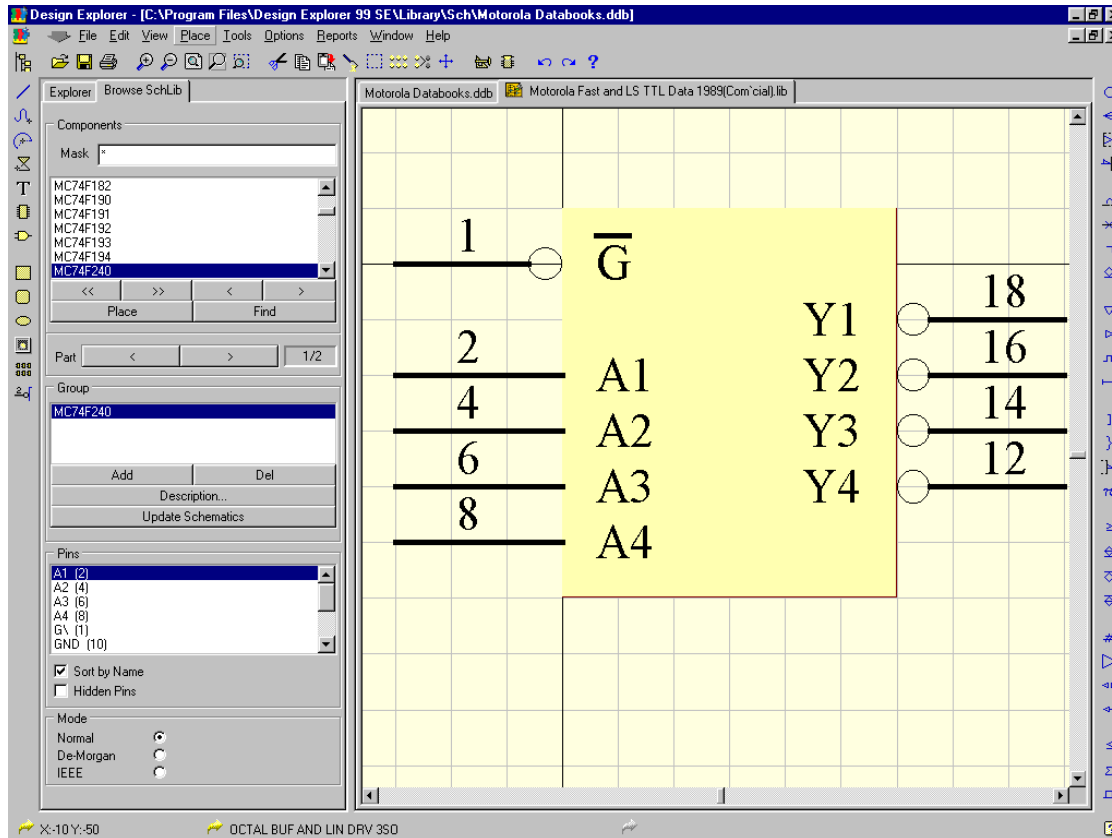 Design Explorer - [C:\Program Files\Design Explorer 99 SE\Library\Sch\Motorola Databooks.ddb]
File Edit View Place Tools Options Reports Window Help
Explorer Browse SchLib
Motorola Databooks.ddb Motorola Fast and LS TTL Data 1989(Com`cial).lib
Components
Mask *
MC74F182
MC74F190
MC74F191
MC74F192
MC74F193
MC74F194
MC74F240
<< >> < >
Place Find
Part < > 1/2
Group
MC74F240
Add Del
Description...
Update Schematics
Pins
A1 (2)
A2 (4)
A3 (6)
A4 (8)
G\ (1)
GND (10)
Sort by Name
Hidden Pins
Mode
Normal
De-Morgan
IEEE
1 G
Y1 18
2 A1 Y2 16
4 A2 Y3 14
6 A3 Y4 12
8 A4
X:-10 Y:-50 OCTAL BUF AND LIN DRV 3SO